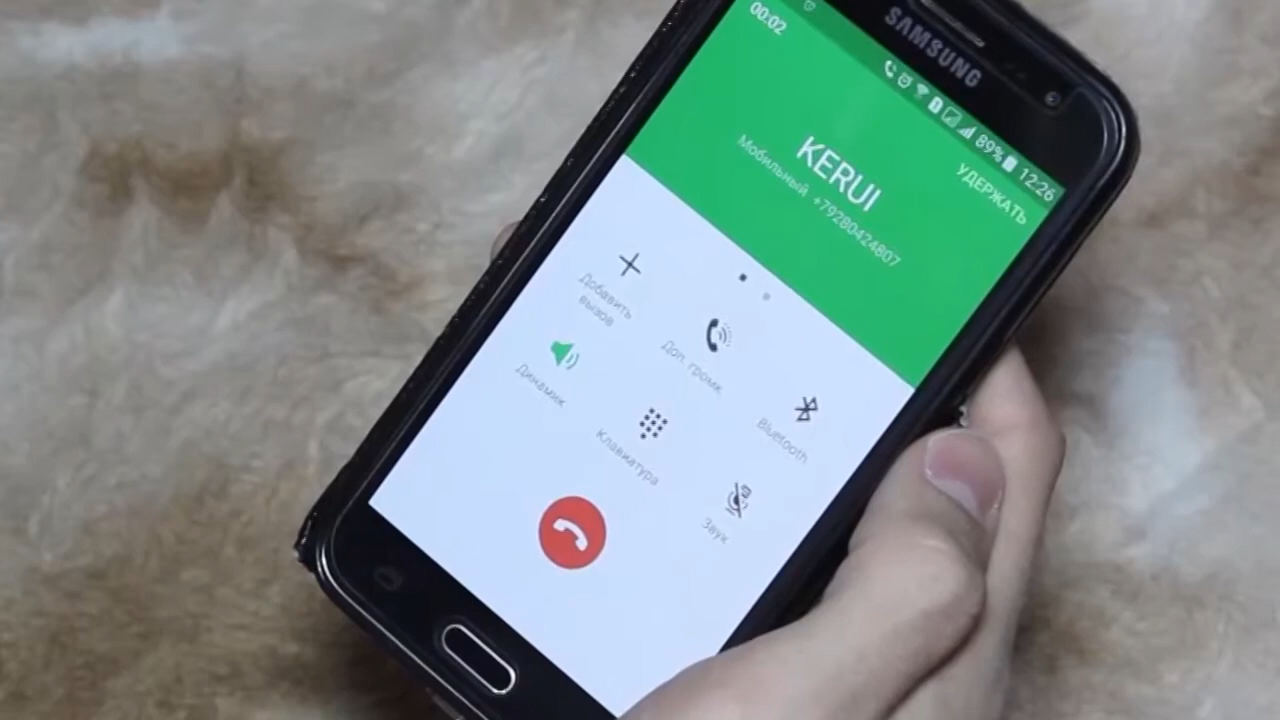 SAMSUNG
89% 12:26
00:02
УДЕРЖАТЬ
KERUI
Мобильный +79280424807
Добавить
вызов
Доп. громк.
Bluetooth
Динамик
Клавиатура
Звук